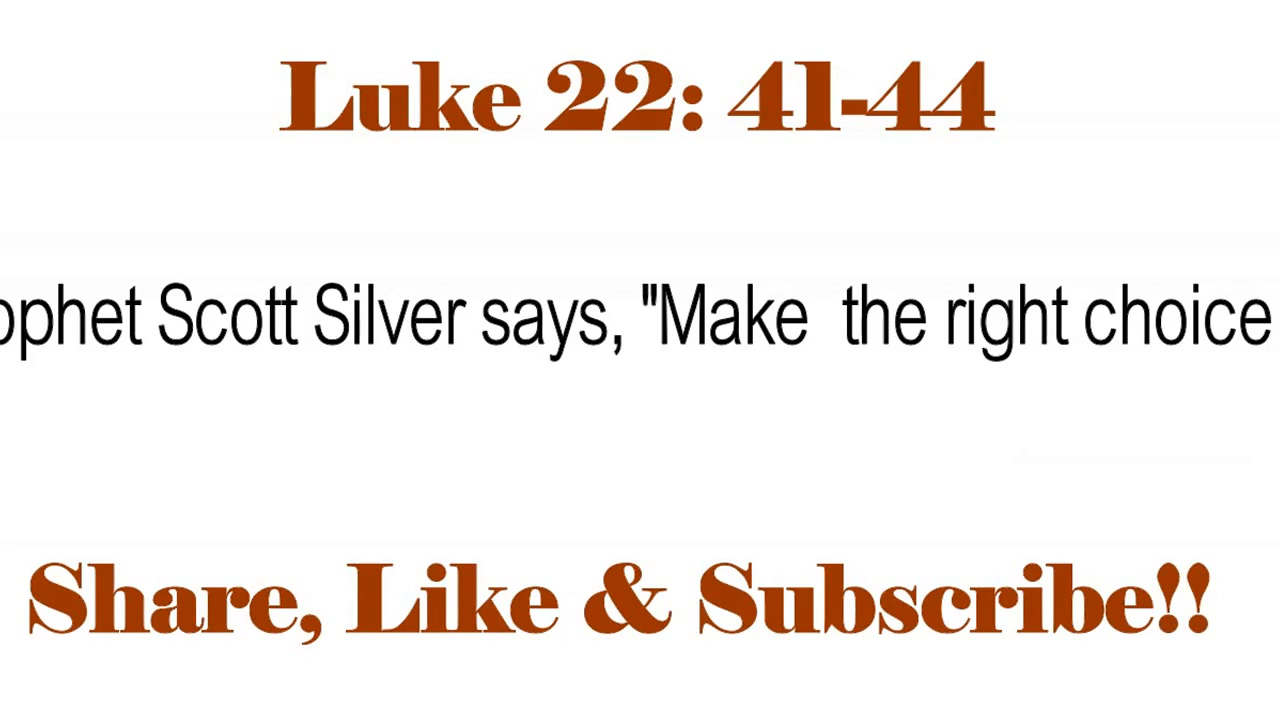 Luke 22: 41-44
ophet Scott Silver says, "Make  the right choice
Share, Like & Subscribe!!